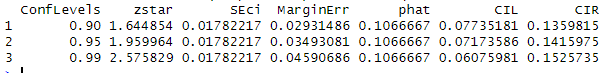 ConfLevels zstar SEci MarginErr phat CIL CIR
1 0.90 1.644854 0.01782217 0.02931486 0.1066667 0.07735181 0.1359815
2 0.95 1.959964 0.01782217 0.03493081 0.1066667 0.07173586 0.1415975
3 0.99 2.575829 0.01782217 0.04590686 0.1066667 0.06075981 0.1525735